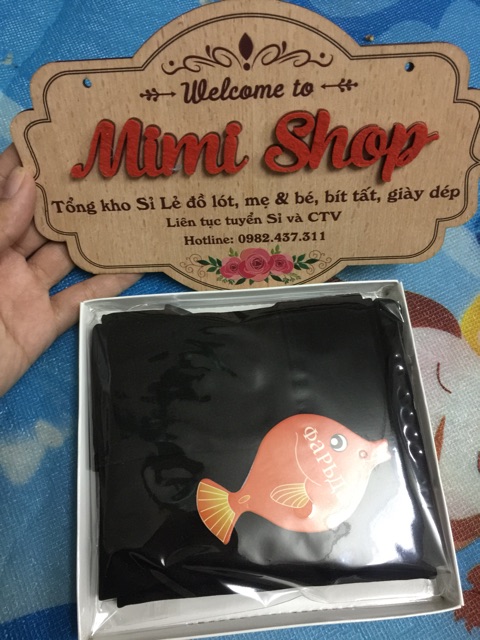 Welcome to
Mimi Shop
Tổng kho Sỉ Lẻ đồ lót, mẹ & bé, bít tất, giày dép
Liên tục tuyển Sỉ và CTV
Hotline: 0982.437.311